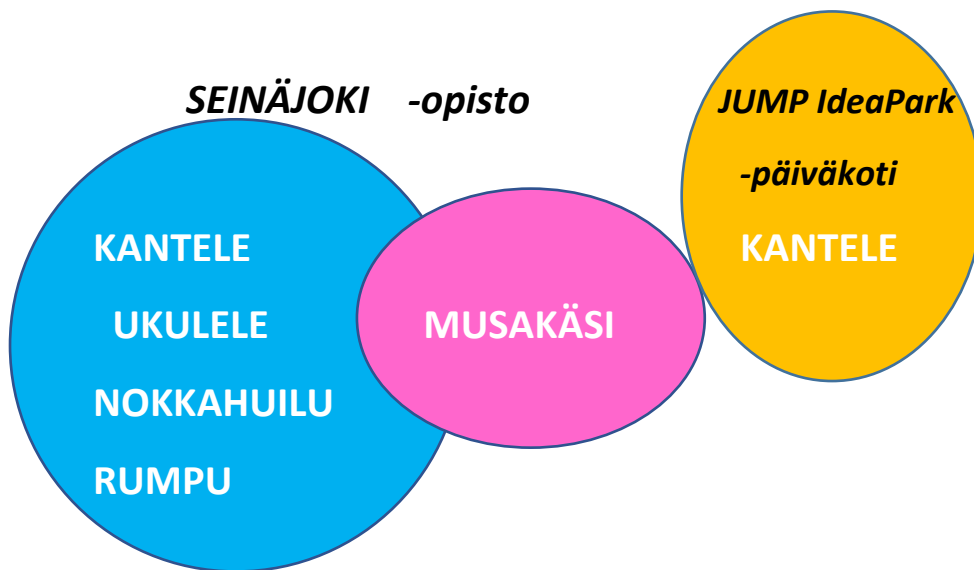 SEINÄJOKI -opisto
KANTELE
UKULELE
NOKKAHUILU
RUMPU
MUSAKÄSI
JUMP IdeaPark
-päiväkoti
KANTELE